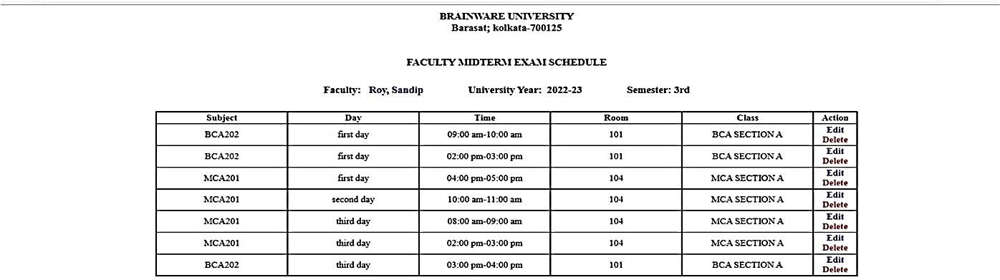 BRAINWARE UNIVERSITY
Barasat; kolkata-700125
FACULTY MIDTERM EXAM SCHEDULE
Faculty: Roy, Sandip University Year: 2022-23 Semester: 3rd
Subject Day Time Room Class Action
BCA202 first day 09:00 am-10:00 am 101 BCA SECTION A Edit
Delete
BCA202 first day 02:00 pm-03:00 pm 101 BCA SECTION A Edit
Delete
MCA201 first day 04:00 pm-05:00 pm 104 MCA SECTION A Edit
Delete
MCA201 second day 10:00 am-11:00 am 104 MCA SECTION A Edit
Delete
MCA201 third day 08:00 am-09:00 am 104 MCA SECTION A Edit
Delete
MCA201 third day 02:00 pm-03:00 pm 104 MCA SECTION A Edit
Delete
BCA202 third day 03:00 pm-04:00 pm 101 BCA SECTION A Edit
Delete